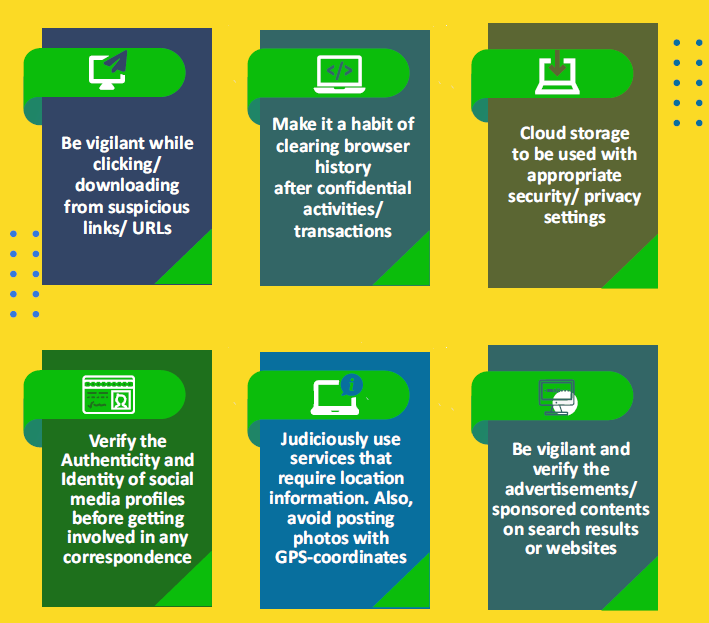 Be vigilant while
clicking/
downloading
from suspicious
links/ URLs
Make it a habit of
clearing browser
history
after confidential
activities/
transactions
Cloud storage
to be used with
appropriate
security/ privacy
settings
Verify the
Authenticity and
Identity of social
media profiles
before getting
involved in any
correspondence
Judiciously use
services that
require location
information. Also,
avoid posting
photos with
GPS-coordinates
Be vigilant and
verify the
advertisements/
sponsored contents
on search results
or websites